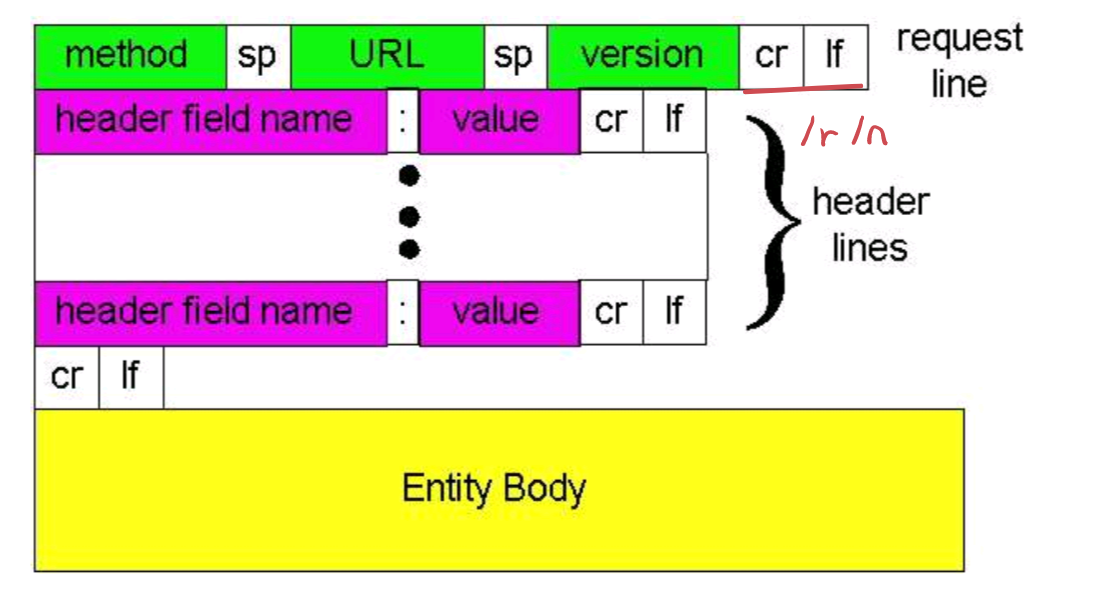 method sp URL sp version cr lf request
line
header field name : value cr lf
/r /n
header
lines
header field name : value cr lf
cr lf
Entity Body